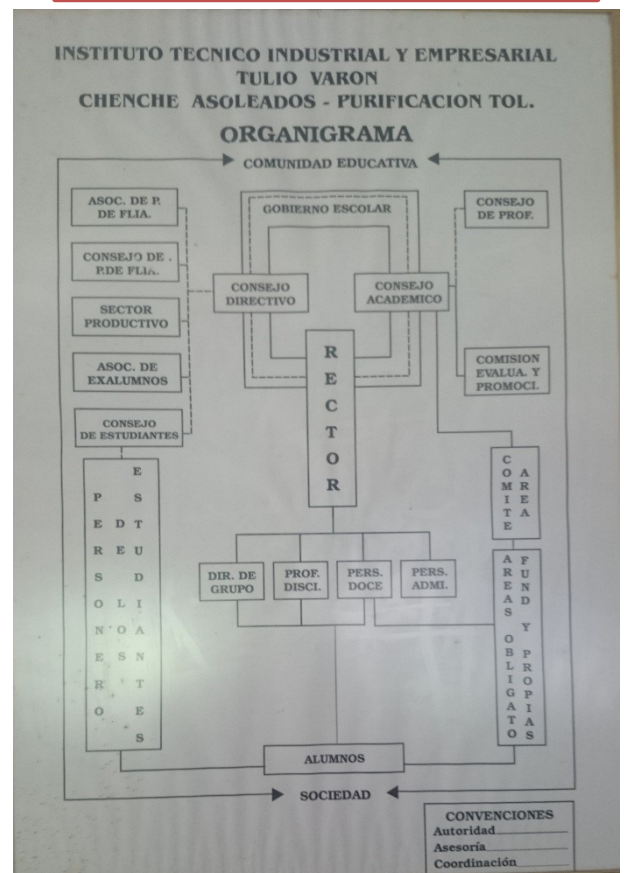 INSTITUTO TECNICO INDUSTRIAL Y EMPRESARIAL
TULIO VARON
CHENCHE ASOLEADOS - PURIFICACION TOL.
ORGANIGRAMA
COMUNIDAD EDUCATIVA
ASOC. DE P.
DE FLIA.
GOBIERNO ESCOLAR
CONSEJO
DE PROF.
CONSEJO DE .
P.DE FLIA.
CONSEJO
DIRECTIVO
CONSEJO
ACADEMICO
SECTOR
PRODUCTIVO
ASOC. DE
EXALUMNOS
COMISION
EVALUA. Y
PROMOCI.
CONSEJO
DE ESTUDIANTES
RECTOR
PERSONERO
DE LOS
ESTUDIANTES
COMITE
AREA
DIR. DE
GRUPO
PROF.
DISCI.
PERS.
DOCE
PERS.
ADMI.
AREAS OBLIGATO
FUND Y PROPIAS
ALUMNOS
SOCIEDAD
CONVENCIONES
Autoridad
Asesoría
Coordinación